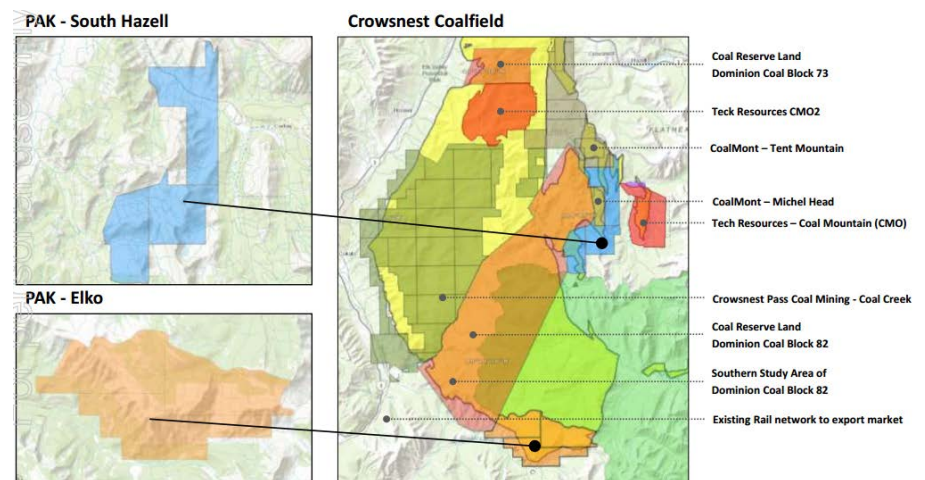 PAK - South Hazell
Crowsnest Coalfield
Coal Reserve Land
Dominion Coal Block 73
Teck Resources CMO2
CoalMont – Tent Mountain
CoalMont – Michel Head
Tech Resources – Coal Mountain (CMO)
PAK - Elko
Crowsnest Pass Coal Mining - Coal Creek
Coal Reserve Land
Dominion Coal Block 82
Southern Study Area of
Dominion Coal Block 82
Existing Rail network to export market